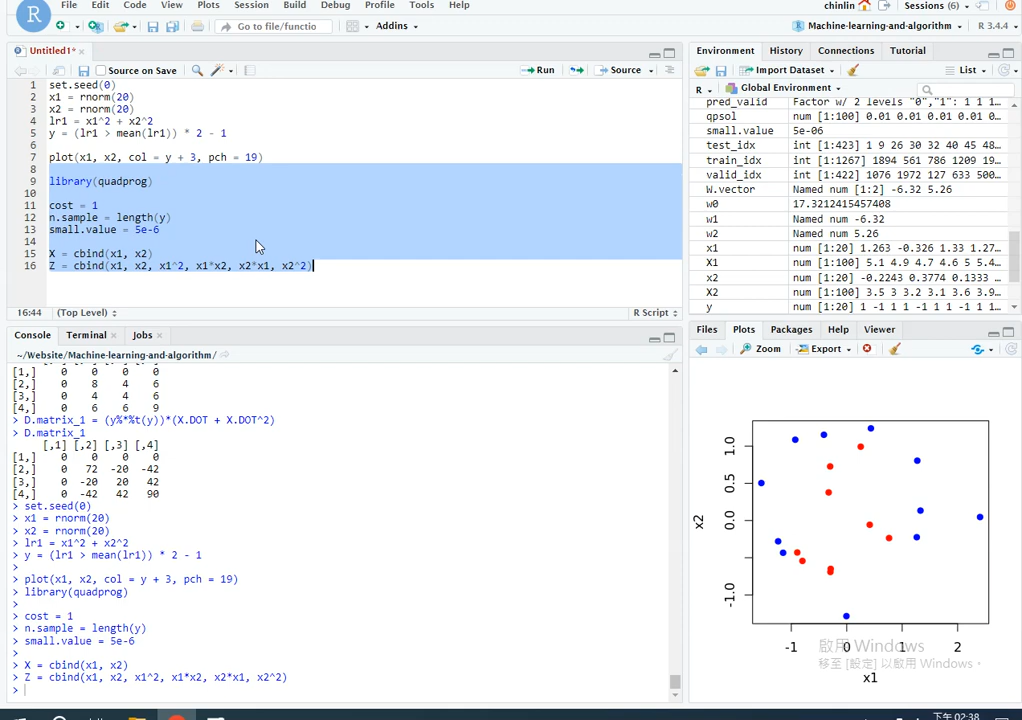 File Edit Code View Plots Session Build Debug Profile Tools Help
chinlin Sessions (6)
Go to file/functio Addins
Machine-learning-and-algorithm R 3.4.4
Untitled1*
Source on Save Run Source
1 set.seed(0)
2 x1 = rnorm(20)
3 x2 = rnorm(20)
4 lr1 = x1^2 + x2^2
5 y = (lr1 > mean(lr1)) * 2 - 1
6
7 plot(x1, x2, col = y + 3, pch = 19)
8
9 library(quadprog)
10
11 cost = 1
12 n.sample = length(y)
13 small.value = 5e-6
14
15 X = cbind(x1, x2)
16 Z = cbind(x1, x2, x1^2, x1*x2, x2*x1, x2^2)
16:44 (Top Level) R Script
Console Terminal Jobs
~/Website/Machine-learning-and-algorithm/
[1,] 0 0 0 0
[2,] 0 8 4 6
[3,] 0 4 4 6
[4,] 0 6 6 9
> D.matrix_1 = (y%*%t(y))*(X.DOT + X.DOT^2)
> D.matrix_1
[,1] [,2] [,3] [,4]
[1,] 0 0 0 0
[2,] 0 72 -20 -42
[3,] 0 -20 20 42
[4,] 0 -42 42 90
> set.seed(0)
> x1 = rnorm(20)
> x2 = rnorm(20)
> lr1 = x1^2 + x2^2
> y = (lr1 > mean(lr1)) * 2 - 1
>
> plot(x1, x2, col = y + 3, pch = 19)
> library(quadprog)
>
> cost = 1
> n.sample = length(y)
> small.value = 5e-6
>
> X = cbind(x1, x2)
> Z = cbind(x1, x2, x1^2, x1*x2, x2*x1, x2^2)
>
Environment History Connections Tutorial
Import Dataset List
R Global Environment
pred_valid Factor w/ 2 levels "0","1": 1 1 1…
qpsol num [1:100] 0.01 0.01 0.01 0.01 0…
small.value 5e-06
test_idx int [1:423] 1 9 26 30 32 40 45 48…
train_idx int [1:1267] 1894 561 786 1209 19…
valid_idx int [1:422] 1076 1972 127 633 500…
W.vector Named num [1:2] -6.32 5.26
w0 17.3212415457408
w1 Named num -6.32
w2 Named num 5.26
x1 num [1:20] 1.263 -0.326 1.33 1.27…
X1 num [1:100] 5.1 4.9 4.7 4.6 5 5.4…
x2 num [1:20] -0.2243 0.3774 0.1333 …
X2 num [1:100] 3.5 3 3.2 3.1 3.6 3.9…
y num [1:20] -1 1 1 -1 1 -1 -1 1…
Files Plots Packages Help Viewer
Zoom Export
1.0
0.5
0.0
-1.0
x2
-1 0 1 2
x1
啟用 Windows
移至 [設定] 以啟用 Windows。
下午 02:38